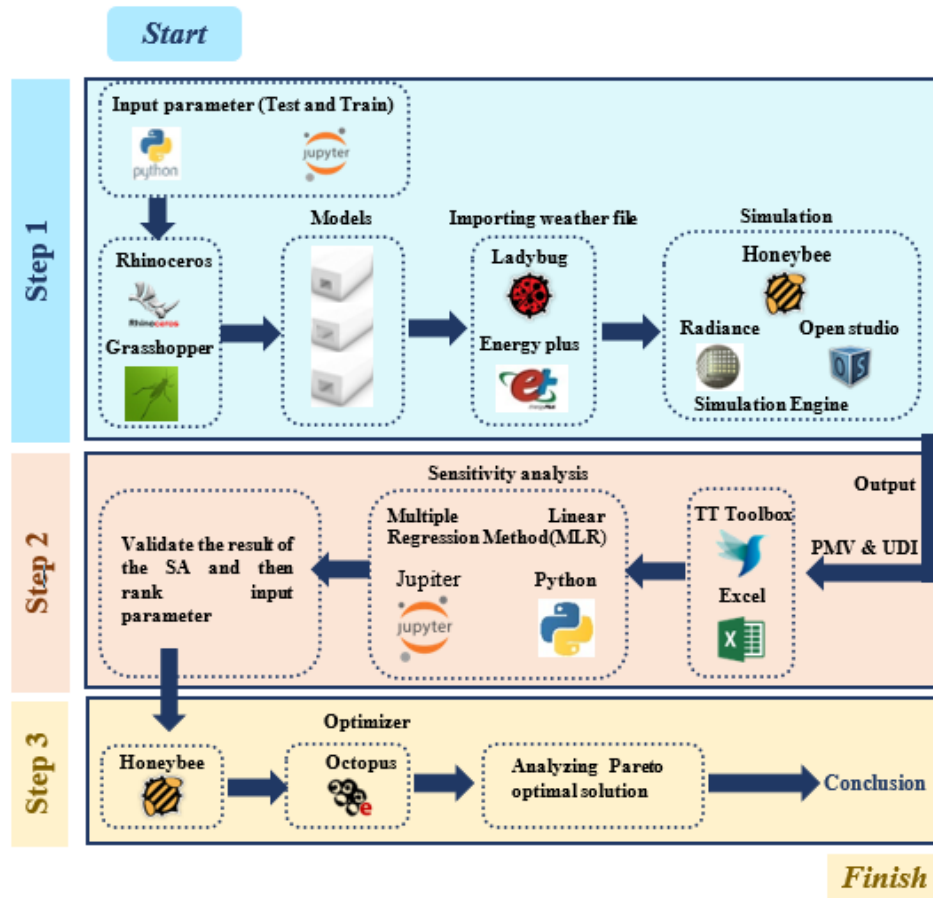 Start
Step 1
Input parameter (Test and Train)
python
jupyter
Rhinoceros
Rhinoceros
Grasshopper
Models
Importing weather file
Ladybug
Energy plus
et
Simulation
Honeybee
Radiance
Open studio
OS
Simulation Engine
Step 2
Output
PMV & UDI
TT Toolbox
Excel
X
Sensitivity analysis
Multiple Linear
Regression Method(MLR)
Jupiter
jupyter
Python
Validate the result of
the SA and then
rank input
parameter
Step 3
Honeybee
Optimizer
Octopus
e
Analyzing Pareto
optimal solution
Conclusion
Finish